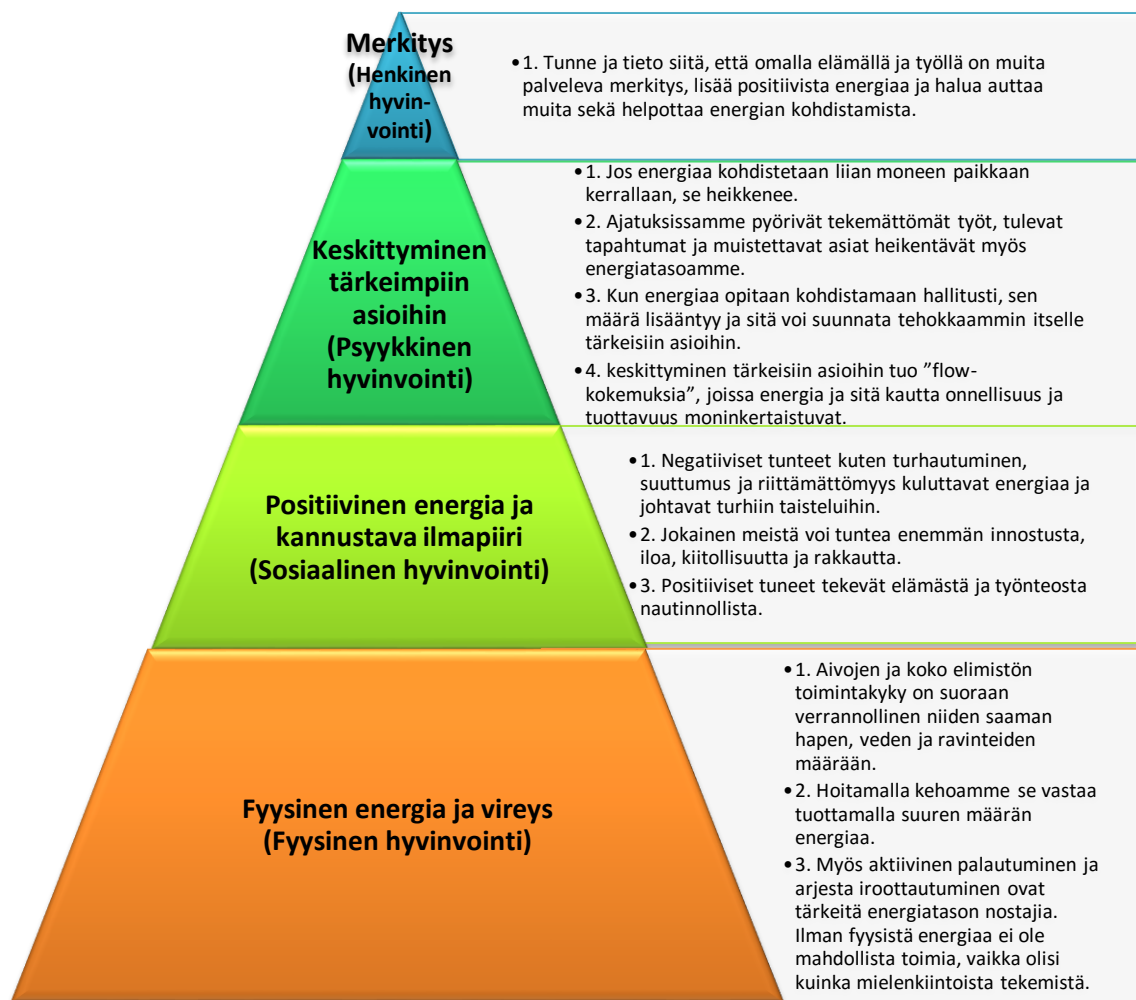 Merkitys
(Henkinen
hyvin-
vointi)
•1. Tunne ja tieto siitä, että omalla elämällä ja työllä on muita
palveleva merkitys, lisää positiivista energiaa ja halua auttaa
muita sekä helpottaa energian kohdistamista.
Keskittyminen
tärkeimpiin
asioihin
(Psyykkinen
hyvinvointi)
•1. Jos energiaa kohdistetaan liian moneen paikkaan
kerrallaan, se heikkenee.
•2. Ajatuksissamme pyörivät tekemättömät työt, tulevat
tapahtumat ja muistettavat asiat heikentävät myös
energiatasoamme.
•3. Kun energiaa opitaan kohdistamaan hallitusti, sen
määrä lisääntyy ja sitä voi suunnata tehokkaammin itselle
tärkeisiin asioihin.
•4. keskittyminen tärkeisiin asioihin tuo ”flow-
kokemuksia”, joissa energia ja sitä kautta onnellisuus ja
tuottavuus moninkertaistuvat.
Positiivinen energia ja
kannustava ilmapiiri
(Sosiaalinen hyvinvointi)
•1. Negatiiviset tunteet kuten turhautuminen,
suuttumus ja riittämättömyys kuluttavat energiaa ja
johtavat turhiin taisteluihin.
•2. Jokainen meistä voi tuntea enemmän innostusta,
iloa, kiitollisuutta ja rakkautta.
•3. Positiiviset tuneet tekevät elämästä ja työnteosta
nautinnollista.
Fyysinen energia ja vireys
(Fyysinen hyvinvointi)
•1. Aivojen ja koko elimistön
toimintakyky on suoraan
verrannollinen niiden saaman
hapen, veden ja ravinteiden
määrään.
•2. Hoitamalla kehoamme se vastaa
tuottamalla suuren määrän
energiaa.
•3. Myös aktiivinen palautuminen ja
arjesta iroottautuminen ovat
tärkeitä energiatason nostajia.
Ilman fyysistä energiaa ei ole
mahdollista toimia, vaikka olisi
kuinka mielenkiintoista tekemistä.